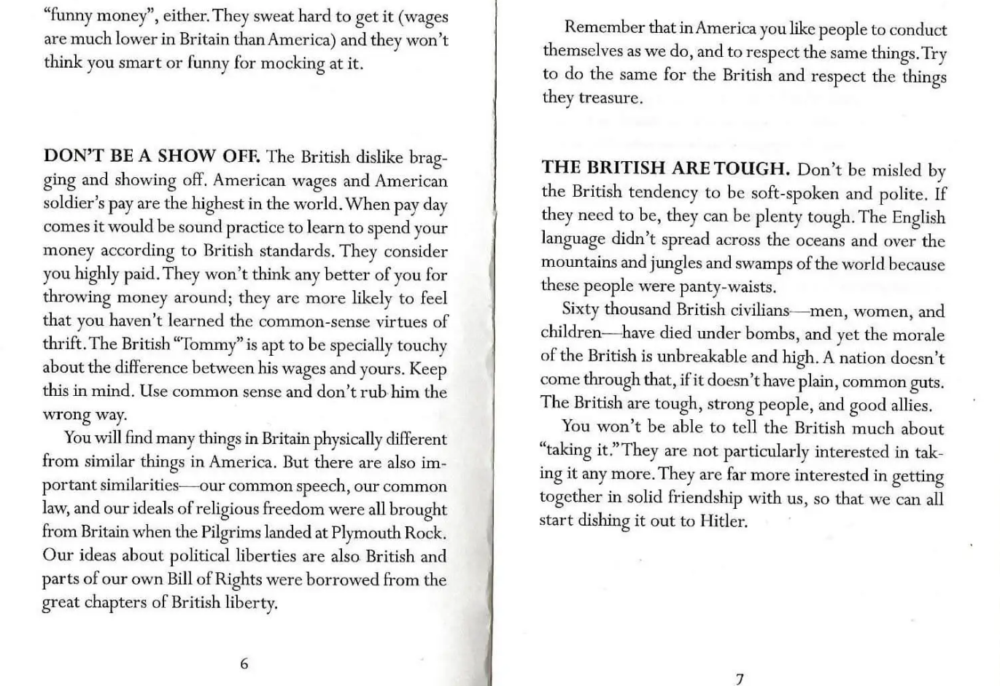 “funny money”, either. They sweat hard to get it (wages
are much lower in Britain than America) and they won’t
think you smart or funny for mocking at it.
DON’T BE A SHOW OFF. The British dislike brag-
ging and showing off. American wages and American
soldier’s pay are the highest in the world. When pay day
comes it would be sound practice to learn to spend your
money according to British standards. They consider
you highly paid. They won’t think any better of you for
throwing money around; they are more likely to feel
that you haven’t learned the common-sense virtues of
thrift. The British “Tommy” is apt to be specially touchy
about the difference between his wages and yours. Keep
this in mind. Use common sense and don’t rub him the
wrong way.
You will find many things in Britain physically different
from similar things in America. But there are also im-
portant similarities—our common speech, our common
law, and our ideals of religious freedom were all brought
from Britain when the Pilgrims landed at Plymouth Rock.
Our ideas about political liberties are also British and
parts of our own Bill of Rights were borrowed from the
great chapters of British liberty.
6
Remember that in America you like people to conduct
themselves as we do, and to respect the same things. Try
to do the same for the British and respect the things
they treasure.
THE BRITISH ARE TOUGH. Don’t be misled by
the British tendency to be soft-spoken and polite. If
they need to be, they can be plenty tough. The English
language didn’t spread across the oceans and over the
mountains and jungles and swamps of the world because
these people were panty-waists.
Sixty thousand British civilians—men, women, and
children—have died under bombs, and yet the morale
of the British is unbreakable and high. A nation doesn’t
come through that, if it doesn’t have plain, common guts.
The British are tough, strong people, and good allies.
You won’t be able to tell the British much about
“taking it.” They are not particularly interested in tak-
ing it any more. They are far more interested in getting
together in solid friendship with us, so that we can all
start dishing it out to Hitler.
7